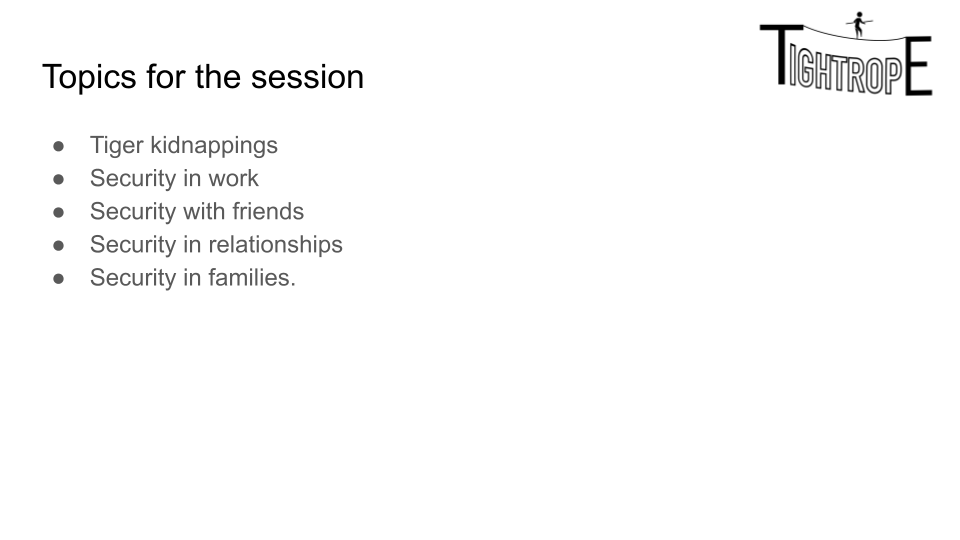 TIGHTROPE
Topics for the session
● Tiger kidnappings
● Security in work
● Security with friends
● Security in relationships
● Security in families.